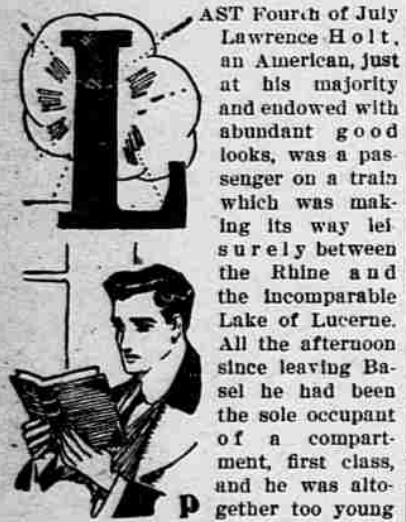 LAST Fourth of July
Lawrence Holt,
an American, just
at his majority
and endowed with
abundant good
looks, was a pas-
senger on a train
which was mak-
ing its way lei-
surely between
the Rhine and
the incomparable
Lake of Lucerne.
All the afternoon
since leaving Ba-
sel he had been
the sole occupant
of a compart-
ment, first class,
and he was alto-
gether too young
p